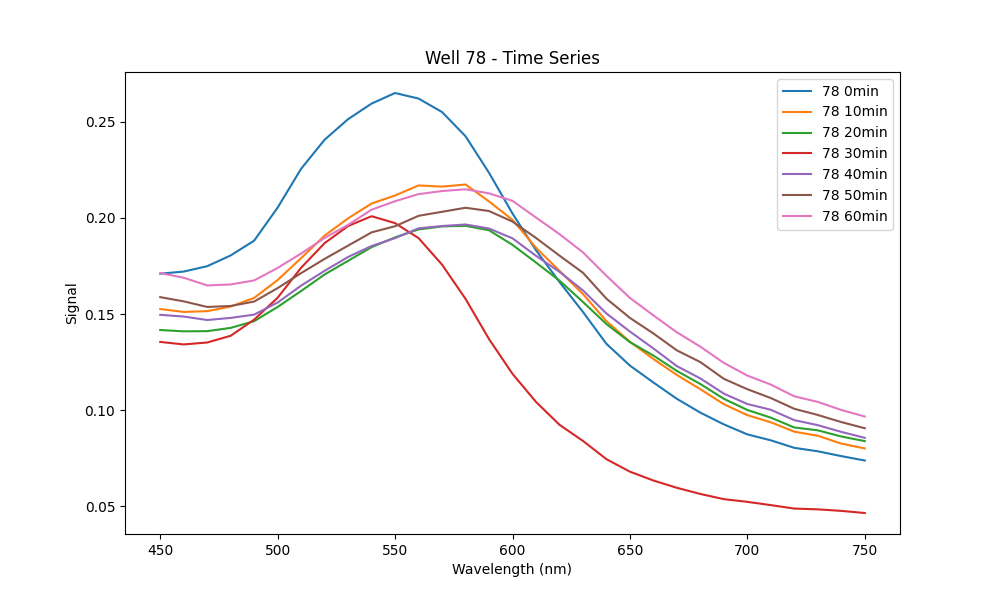 Well 78 - Time Series
78 0min
78 10min
78 20min
78 30min
78 40min
78 50min
78 60min
Signal
0.25
0.20
0.15
0.10
0.05
450 500 550 600 650 700 750
Wavelength (nm)